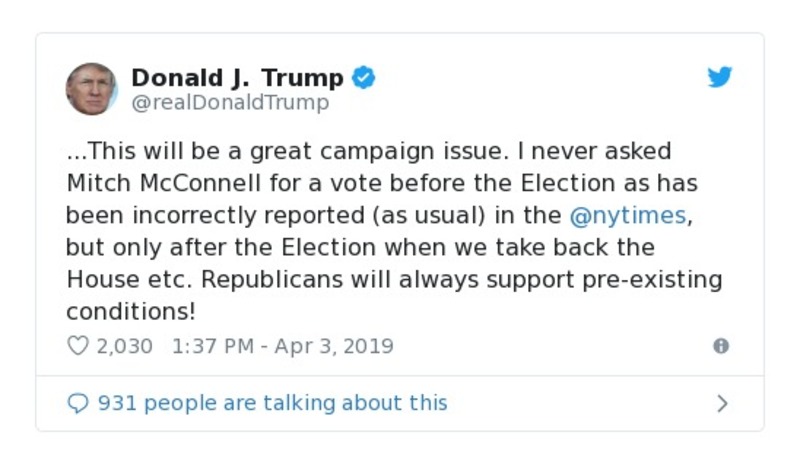 Donald J. Trump
@realDonaldTrump
...This will be a great campaign issue. I never asked
Mitch McConnell for a vote before the Election as has
been incorrectly reported (as usual) in the @nytimes,
but only after the Election when we take back the
House etc. Republicans will always support pre-existing
conditions!
2,030 1:37 PM - Apr 3, 2019
931 people are talking about this